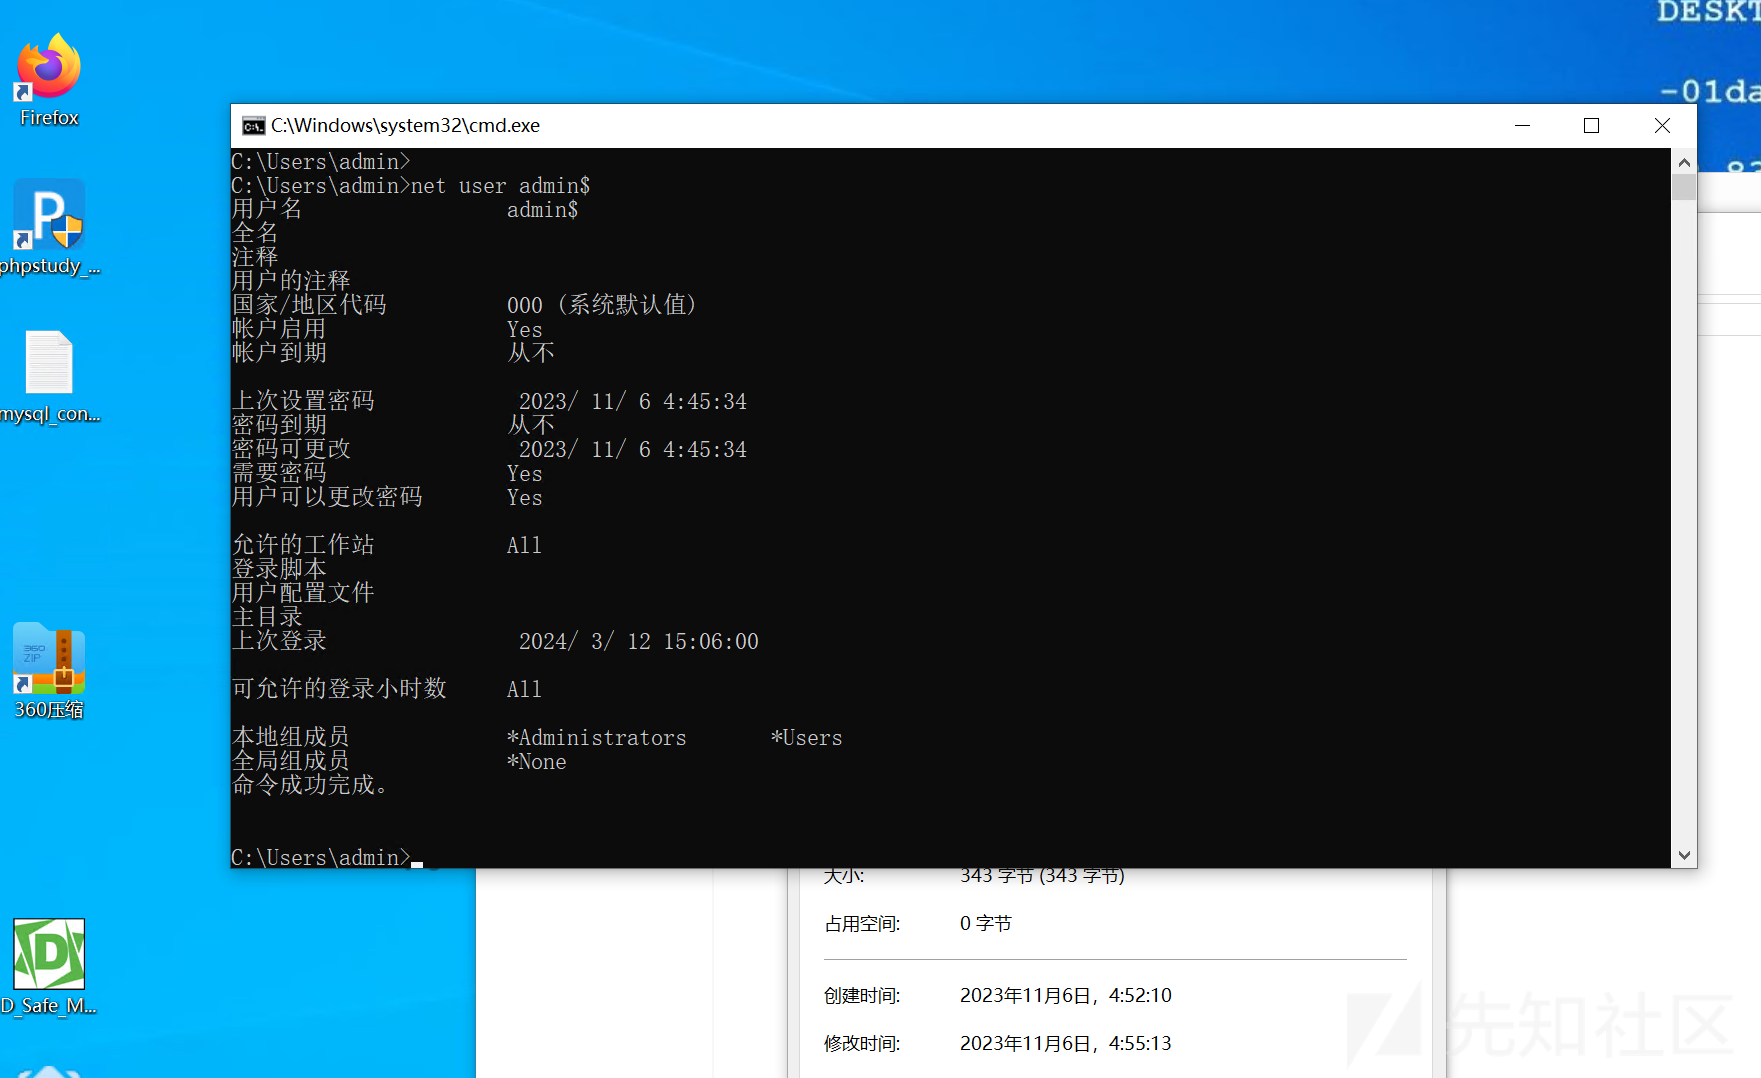 DESKT
-01da
Firefox
phpstudy_...
mysql_con...
360
ZIP
360压缩
D_Safe_M...
C:\Windows\system32\cmd.exe
C:\Users\admin>
C:\Users\admin>net user admin$
用户名 admin$
全名
注释
用户的注释
国家/地区代码 000 (系统默认值)
帐户启用 Yes
帐户到期 从不
上次设置密码 2023/ 11/ 6 4:45:34
密码到期 从不
密码可更改 2023/ 11/ 6 4:45:34
需要密码 Yes
用户可以更改密码 Yes
允许的工作站 All
登录脚本
用户配置文件
主目录
上次登录 2024/ 3/ 12 15:06:00
可允许的登录小时数 All
本地组成员 *Administrators *Users
全局组成员 *None
命令成功完成。
C:\Users\admin>
大小: 343 字节 (343 字节)
占用空间: 0 字节
创建时间: 2023年11月6日，4:52:10
修改时间: 2023年11月6日，4:55:13
先知社区